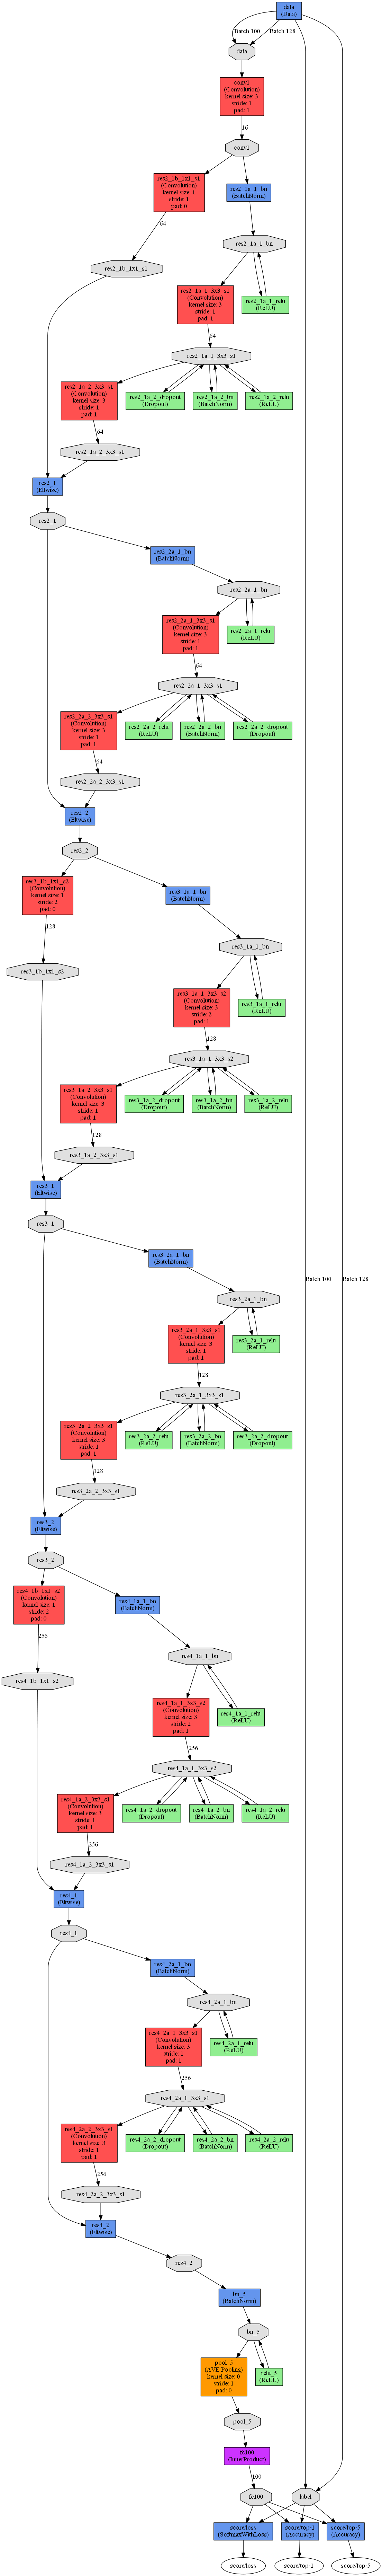 data
(Data)
Batch 100
Batch 128
data
conv1
(Convolution)
kernel size: 3
stride: 1
pad: 1
16
conv1
res2_1b_1x1_s1
(Convolution)
kernel size: 1
stride: 1
pad: 0
res2_1a_1_bn
(BatchNorm)
64
res2_1a_1_bn
res2_1b_1x1_s1
res2_1a_1_3x3_s1
(Convolution)
kernel size: 3
stride: 1
pad: 1
res2_1a_1_relu
(ReLU)
64
res2_1a_1_3x3_s1
res2_1a_2_3x3_s1
(Convolution)
kernel size: 3
stride: 1
pad: 1
res2_1a_2_dropout
(Dropout)
res2_1a_2_bn
(BatchNorm)
res2_1a_2_relu
(ReLU)
64
res2_1a_2_3x3_s1
res2_1
(Eltwise)
res2_1
res2_2a_1_bn
(BatchNorm)
res2_2a_1_bn
res2_2a_1_3x3_s1
(Convolution)
kernel size: 3
stride: 1
pad: 1
res2_2a_1_relu
(ReLU)
64
res2_2a_1_3x3_s1
res2_2a_2_3x3_s1
(Convolution)
kernel size: 3
stride: 1
pad: 1
res2_2a_2_relu
(ReLU)
res2_2a_2_bn
(BatchNorm)
res2_2a_2_dropout
(Dropout)
64
res2_2a_2_3x3_s1
res2_2
(Eltwise)
res2_2
res3_1b_1x1_s2
(Convolution)
kernel size: 1
stride: 2
pad: 0
res3_1a_1_bn
(BatchNorm)
128
res3_1a_1_bn
res3_1b_1x1_s2
res3_1a_1_3x3_s2
(Convolution)
kernel size: 3
stride: 2
pad: 1
res3_1a_1_relu
(ReLU)
128
res3_1a_1_3x3_s2
res3_1a_2_3x3_s1
(Convolution)
kernel size: 3
stride: 1
pad: 1
res3_1a_2_dropout
(Dropout)
res3_1a_2_bn
(BatchNorm)
res3_1a_2_relu
(ReLU)
128
res3_1a_2_3x3_s1
res3_1
(Eltwise)
res3_1
res3_2a_1_bn
(BatchNorm)
Batch 100
Batch 128
res3_2a_1_bn
res3_2a_1_3x3_s1
(Convolution)
kernel size: 3
stride: 1
pad: 1
res3_2a_1_relu
(ReLU)
128
res3_2a_1_3x3_s1
res3_2a_2_3x3_s1
(Convolution)
kernel size: 3
stride: 1
pad: 1
res3_2a_2_relu
(ReLU)
res3_2a_2_bn
(BatchNorm)
res3_2a_2_dropout
(Dropout)
128
res3_2a_2_3x3_s1
res3_2
(Eltwise)
res3_2
res4_1b_1x1_s2
(Convolution)
kernel size: 1
stride: 2
pad: 0
res4_1a_1_bn
(BatchNorm)
256
res4_1a_1_bn
res4_1b_1x1_s2
res4_1a_1_3x3_s2
(Convolution)
kernel size: 3
stride: 2
pad: 1
res4_1a_1_relu
(ReLU)
256
res4_1a_1_3x3_s2
res4_1a_2_3x3_s1
(Convolution)
kernel size: 3
stride: 1
pad: 1
res4_1a_2_dropout
(Dropout)
res4_1a_2_bn
(BatchNorm)
res4_1a_2_relu
(ReLU)
256
res4_1a_2_3x3_s1
res4_1
(Eltwise)
res4_1
res4_2a_1_bn
(BatchNorm)
res4_2a_1_bn
res4_2a_1_3x3_s1
(Convolution)
kernel size: 3
stride: 1
pad: 1
res4_2a_1_relu
(ReLU)
256
res4_2a_1_3x3_s1
res4_2a_2_3x3_s1
(Convolution)
kernel size: 3
stride: 1
pad: 1
res4_2a_2_dropout
(Dropout)
res4_2a_2_bn
(BatchNorm)
res4_2a_2_relu
(ReLU)
256
res4_2a_2_3x3_s1
res4_2
(Eltwise)
res4_2
bn_5
(BatchNorm)
bn_5
pool_5
(AVE Pooling)
kernel size: 0
stride: 1
pad: 0
relu_5
(ReLU)
pool_5
fc100
(InnerProduct)
100
fc100
label
score/loss
(SoftmaxWithLoss)
score/top-1
(Accuracy)
score/top-5
(Accuracy)
score/loss
score/top-1
score/top-5